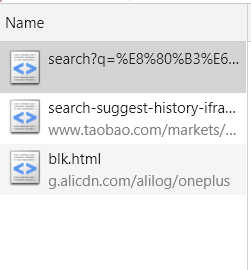 Name
search?q=%E8%80%B3%E6...
search-suggest-history-ifra...
www.taobao.com/markets/...
blk.html
g.alicdn.com/alilog/oneplus